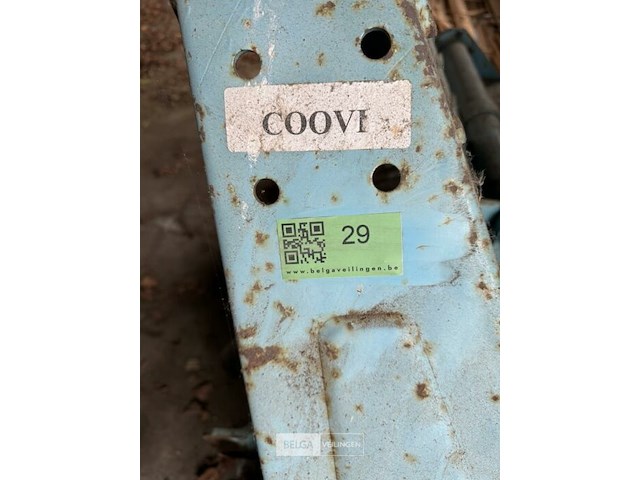 COOVI
29
www.belgaveilingen.be
BELGA VEILINGEN